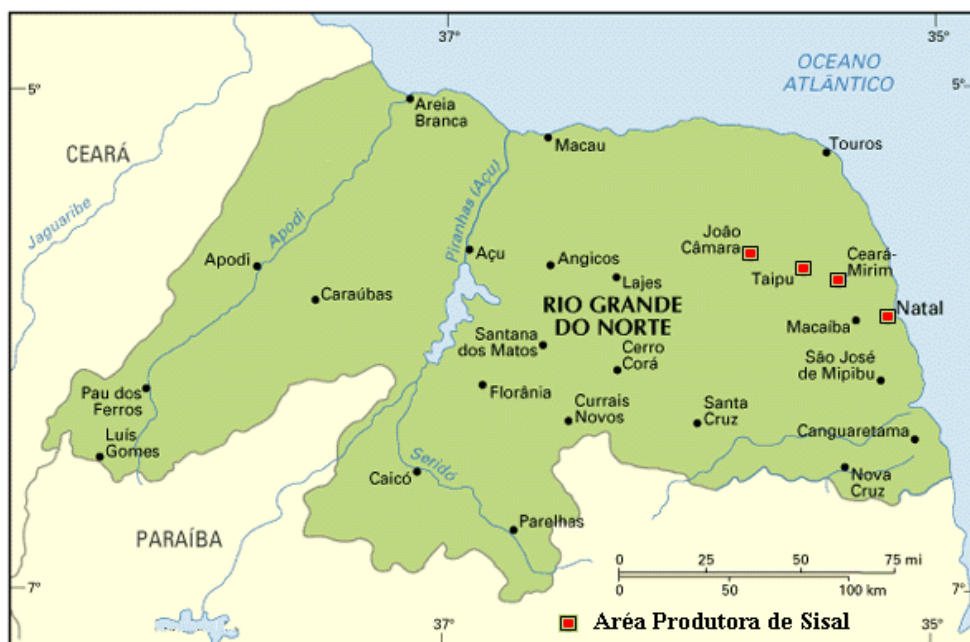 37°
35°
5°
5°
OCEANO
ATLÂNTICO
CEARÁ
Jaguaribe
Areia
Branca
Macau
Touros
Piranhas (Açu)
Apodi
Apodi
Caraúbas
Açu
Angicos
Lajes
João
Câmara
Taipu
Ceará-
Mirim
Natal
Macaíba
RIO GRANDE
DO NORTE
Santana
dos Matos
Cerro
Corá
São José
de Mipibu
Pau dos
Ferros
Florânia
Currais
Novos
Santa
Cruz
Canguaretama
Luís
Gomes
Caicó
Seridó
Nova
Cruz
Parelhas
PARAÍBA
0 25 50 75 mi
0 50 100 km
7°
7°
Aréa Produtora de Sisal
37°
35°